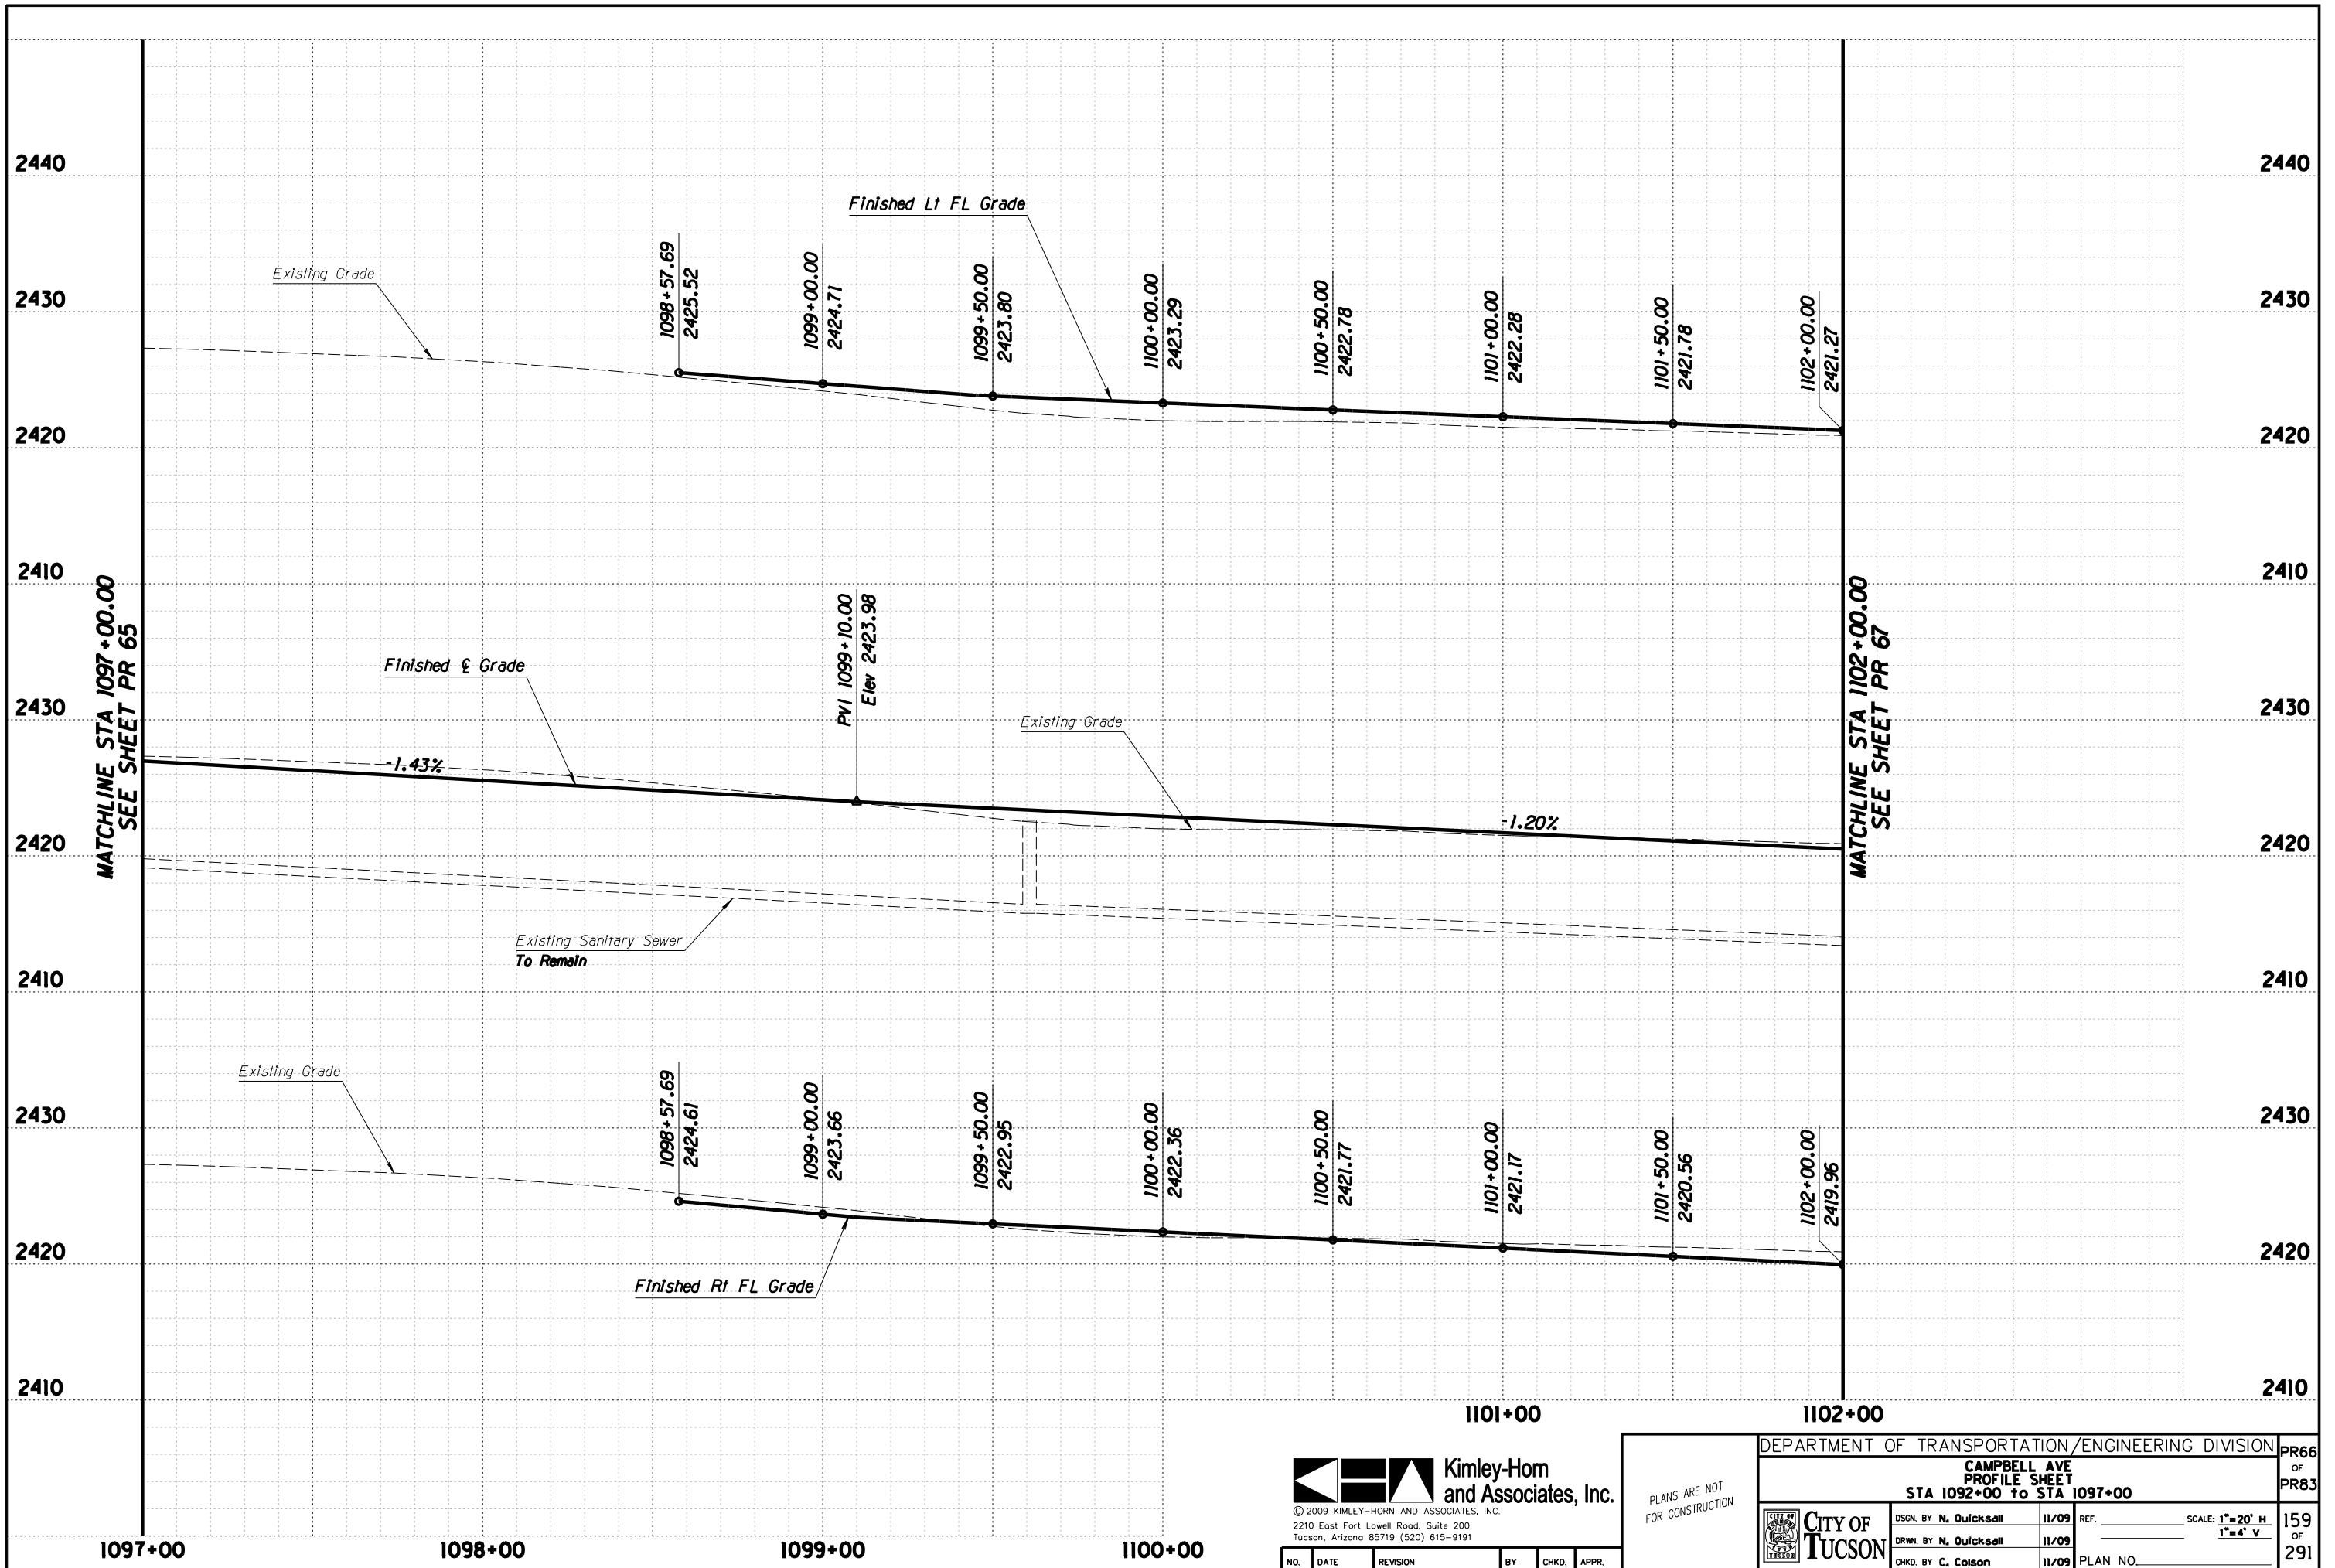 2440
2440
Finished Lt FL Grade
Existing Grade
1098+57.69
2425.52
1099+00.00
2424.71
1099+50.00
2423.80
1100+00.00
2423.29
1100+50.00
2422.78
1101+00.00
2422.28
1101+50.00
2421.78
1102+00.00
2421.27
2430
2430
2420
2420
2410
2410
MATCHLINE STA 1097+00.00
SEE SHEET PR 65
Finished ℄ Grade
PVI 1099+10.00
Elev 2423.98
Existing Grade
MATCHLINE STA 1102+00.00
SEE SHEET PR 67
2430
2430
-1.43%
-1.20%
2420
2420
Existing Sanitary Sewer
To Remain
2410
2410
Existing Grade
1098+57.69
2424.61
1099+00.00
2423.66
1099+50.00
2422.95
1100+00.00
2422.36
1100+50.00
2421.77
1101+00.00
2421.17
1101+50.00
2420.56
1102+00.00
2419.96
2430
2430
2420
2420
Finished Rt FL Grade
2410
2410
1101+00
1102+00
1097+00
1098+00
1099+00
1100+00
Kimley-Horn
and Associates, Inc.
© 2009 KIMLEY-HORN AND ASSOCIATES, INC.
2210 East Fort Lowell Road, Suite 200
Tucson, Arizona 85719 (520) 615-9191
NO. DATE REVISION BY CHKD. APPR.
PLANS ARE NOT
FOR CONSTRUCTION
DEPARTMENT OF TRANSPORTATION/ENGINEERING DIVISION
CAMPBELL AVE
PROFILE SHEET
STA 1092+00 to STA 1097+00
PR66
OF
PR83
CITY OF
TUCSON
CITY OF
TUCSON
DSGN. BY N. Quicksall 11/09
DRWN. BY N. Quicksall 11/09
CHKD. BY C. Colson 11/09
REF.
SCALE: 1"=20' H
1"=4' V
PLAN NO.
159
OF
291